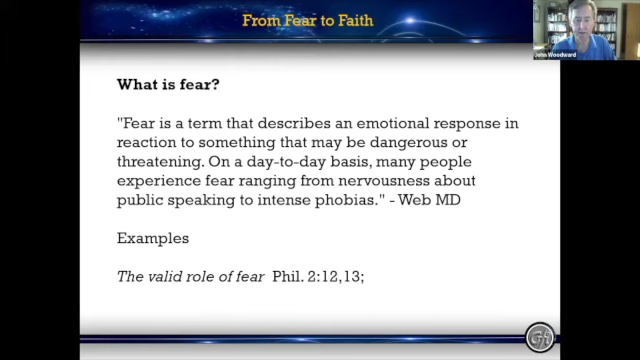 From Fear to Faith
John Woodward
What is fear?
"Fear is a term that describes an emotional response in
reaction to something that may be dangerous or
threatening. On a day-to-day basis, many people
experience fear ranging from nervousness about
public speaking to intense phobias." - Web MD
Examples
The valid role of fear Phil. 2:12,13;